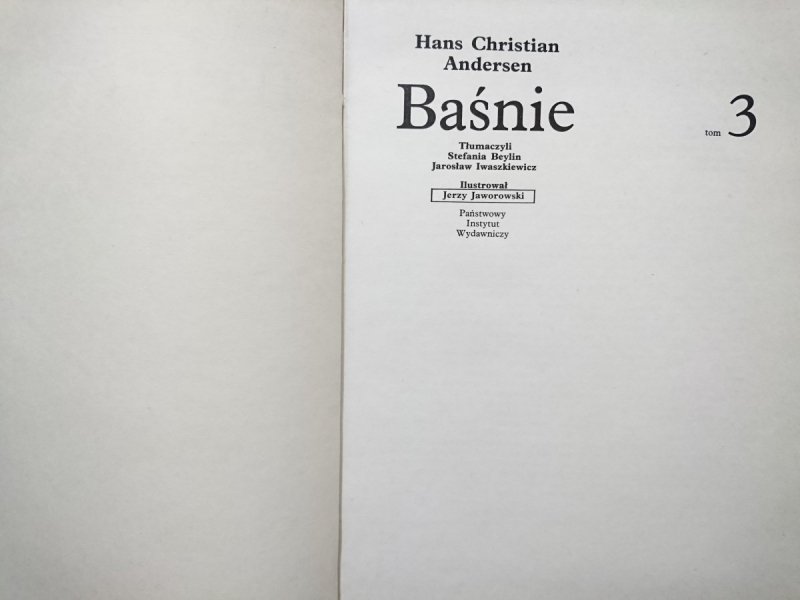 Hans Christian
Andersen
Baśnie
tom 3
Tłumaczyli
Stefania Beylin
Jarosław Iwaszkiewicz
Ilustrował
Jerzy Jaworowski
Państwowy
Instytut
Wydawniczy